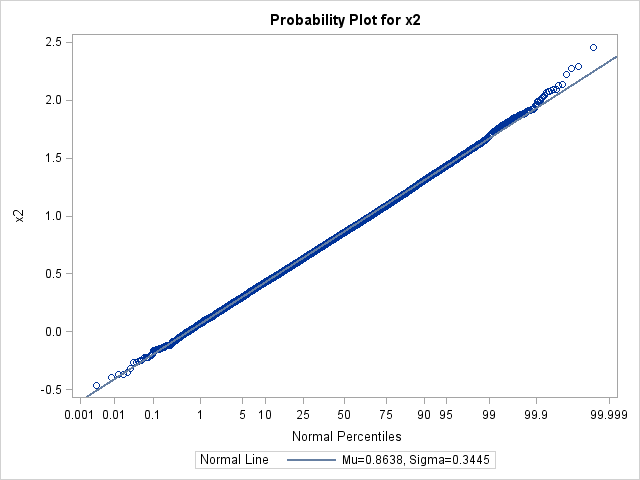 Probability Plot for x2
2.5
2.0
1.5
1.0
0.5
0.0
-0.5
x2
0.001 0.01 0.1 1 5 10 25 50 75 90 95 99 99.9 99.999
Normal Percentiles
Normal Line Mu=0.8638, Sigma=0.3445